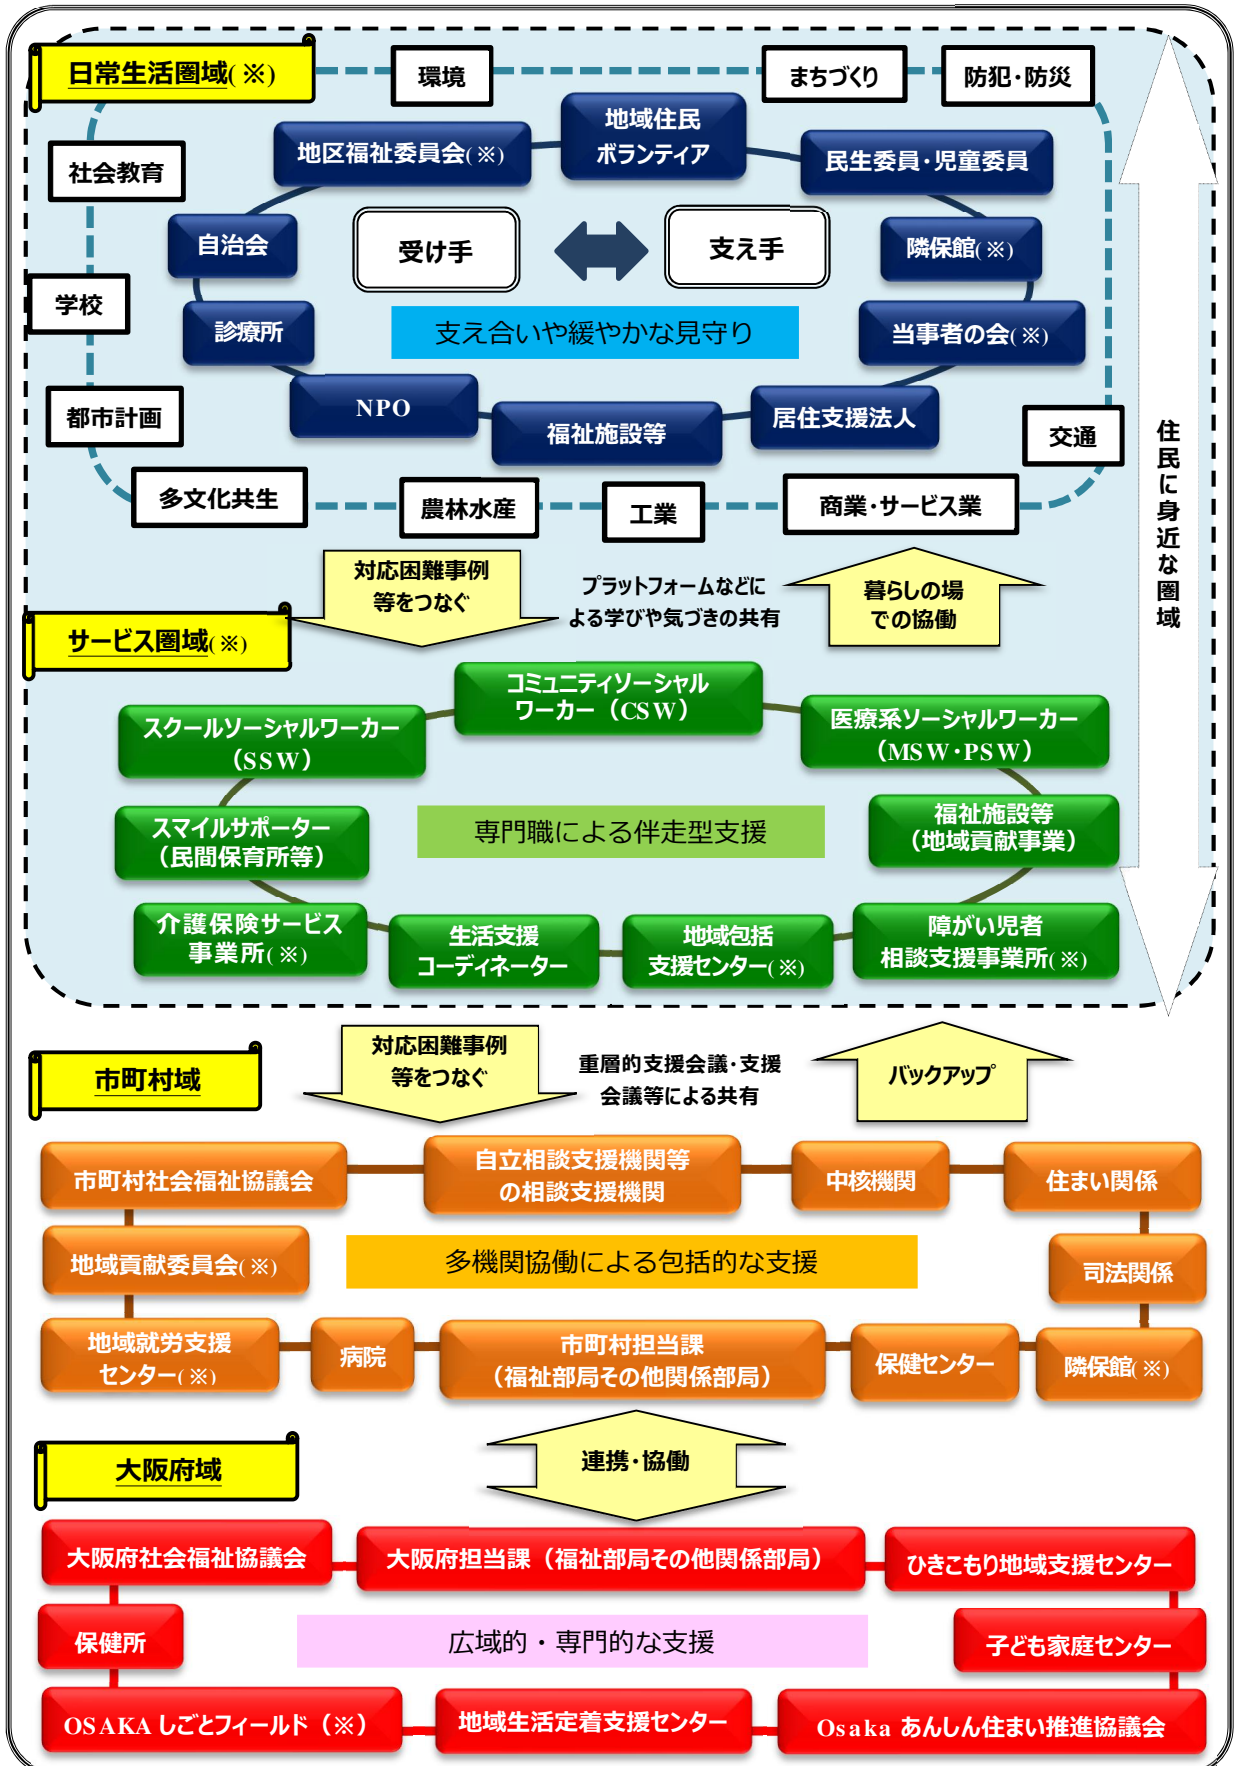 日常生活圏域(※)
環境
まちづくり
防犯・防災
地域住民
ボランティア
地区福祉委員会(※)
民生委員・児童委員
社会教育
自治会
受け手
支え手
隣保館(※)
学校
診療所
支え合いや緩やかな見守り
当事者の会(※)
都市計画
NPO
福祉施設等
居住支援法人
交通
多文化共生
農林水産
工業
商業・サービス業
住民に身近な圏域
対応困難事例
等をつなぐ
プラットフォームなどに
よる学びや気づきの共有
暮らしの場
での協働
サービス圏域(※)
コミュニティソーシャル
ワーカー（CSW）
スクールソーシャルワーカー
（SSW）
医療系ソーシャルワーカー
（MSW・PSW）
スマイルサポーター
（民間保育所等）
専門職による伴走型支援
福祉施設等
（地域貢献事業）
介護保険サービス
事業所(※)
生活支援
コーディネーター
地域包括
支援センター(※)
障がい児者
相談支援事業所(※)
市町村域
対応困難事例
等をつなぐ
重層的支援会議・支援
会議等による共有
バックアップ
市町村社会福祉協議会
自立相談支援機関等
の相談支援機関
中核機関
住まい関係
地域貢献委員会(※)
多機関協働による包括的な支援
司法関係
地域就労支援
センター(※)
病院
市町村担当課
（福祉部局その他関係部局）
保健センター
隣保館(※)
大阪府域
連携・協働
大阪府社会福祉協議会
大阪府担当課（福祉部局その他関係部局）
ひきこもり地域支援センター
保健所
広域的・専門的な支援
子ども家庭センター
OSAKAしごとフィールド（※）
地域生活定着支援センター
Osaka あんしん住まい推進協議会